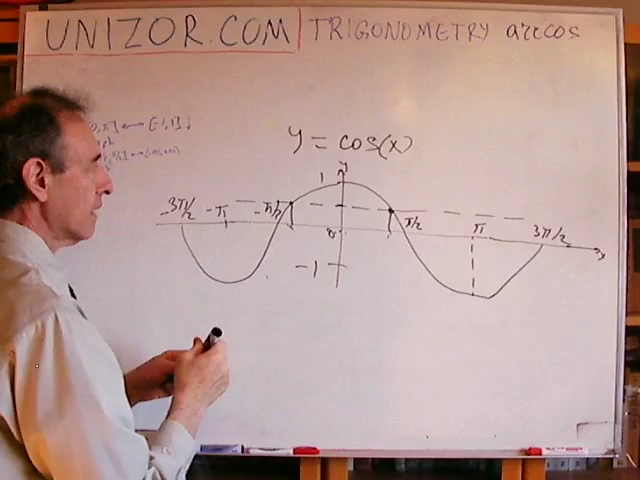 UNIZOR.COM TRIGONOMETRY arccos
y = cos(x)
1 y
-3π/2 -π -π/2 0 π/2 π 3π/2 x
-1